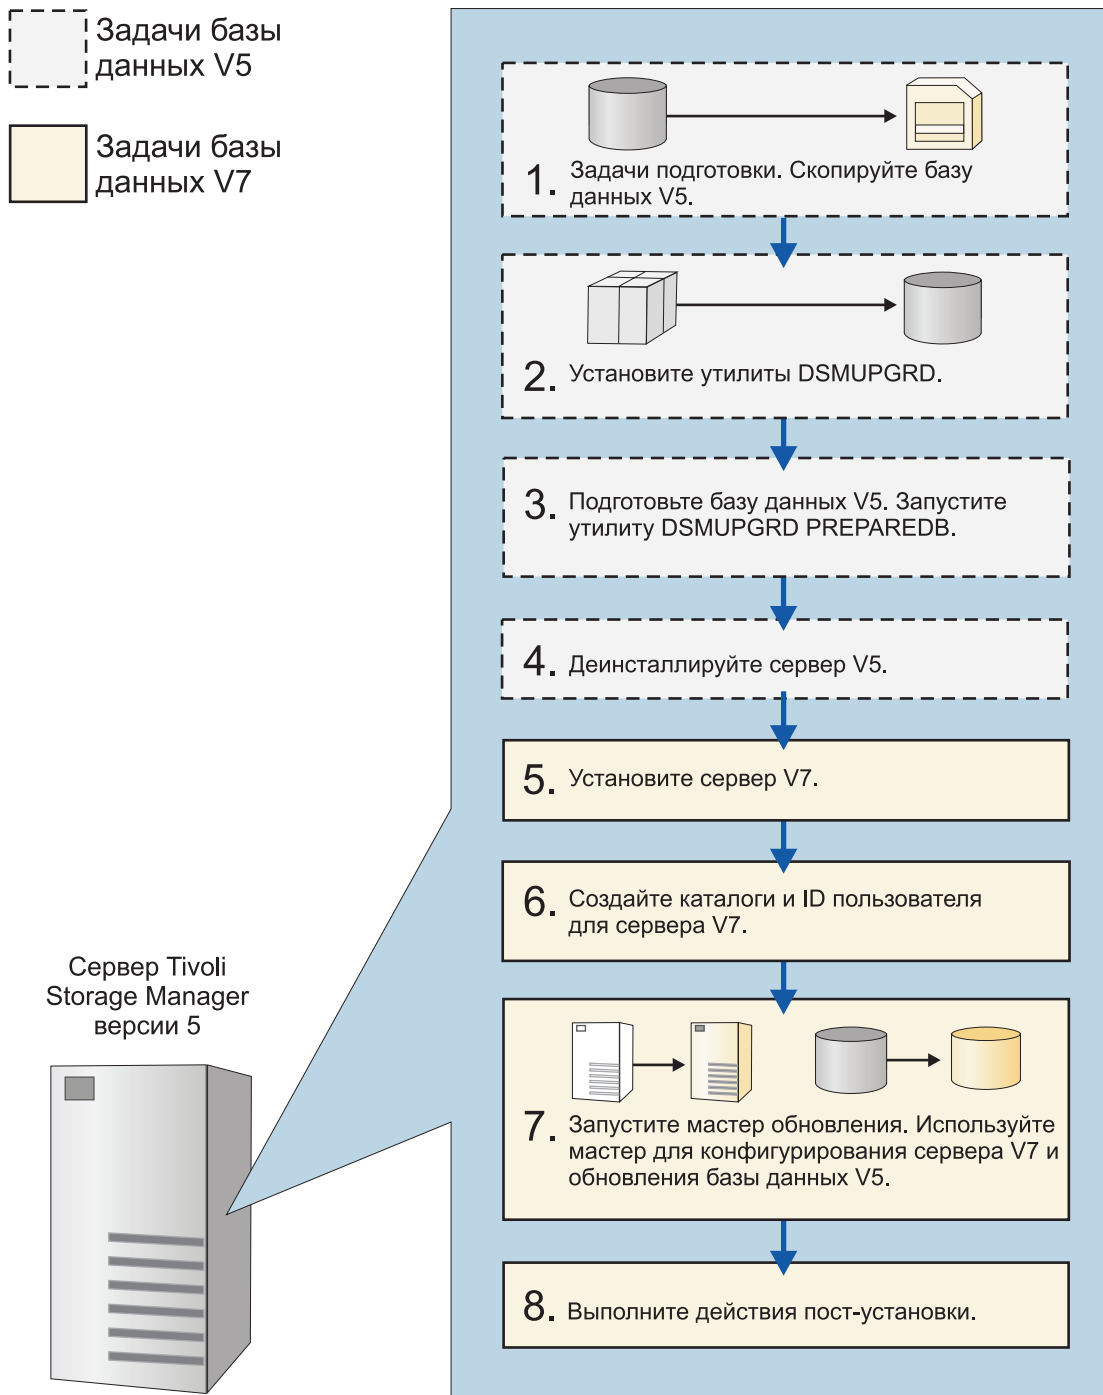 Задачи базы
данных V5
Задачи базы
данных V7
1. Задачи подготовки. Скопируйте базу
данных V5.
2. Установите утилиты DSMUPGRD.
3. Подготовьте базу данных V5. Запустите
утилиту DSMUPGRD PREPAREDB.
4. Деинсталлируйте сервер V5.
5. Установите сервер V7.
6. Создайте каталоги и ID пользователя
для сервера V7.
Сервер Tivoli
Storage Manager
версии 5
7. Запустите мастер обновления. Используйте
мастер для конфигурирования сервера V7 и
обновления базы данных V5.
8. Выполните действия пост-установки.